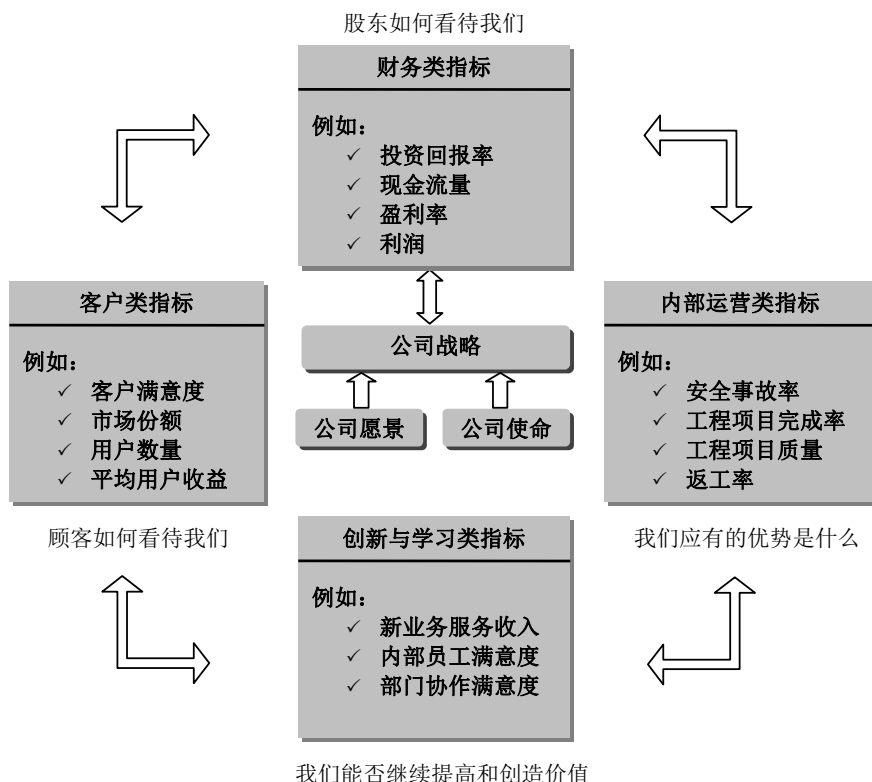 股东如何看待我们
财务类指标
例如：
✓ 投资回报率
✓ 现金流量
✓ 盈利率
✓ 利润
客户类指标
例如：
✓ 客户满意度
✓ 市场份额
✓ 用户数量
✓ 平均用户收益
顾客如何看待我们
公司战略
公司愿景
公司使命
内部运营类指标
例如：
✓ 安全事故率
✓ 工程项目完成率
✓ 工程项目质量
✓ 返工率
我们应有的优势是什么
创新与学习类指标
例如：
✓ 新业务服务收入
✓ 内部员工满意度
✓ 部门协作满意度
我们能否继续提高和创造价值